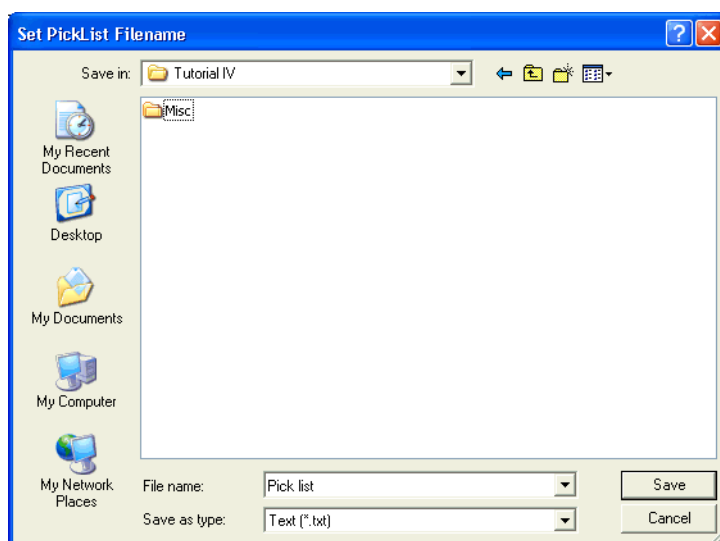 Set PickList Filename
Save in: Tutorial IV
Misc
My Recent
Documents
Desktop
My Documents
My Computer
My Network
Places
File name: Pick list Save
Save as type: Text (*.txt) Cancel